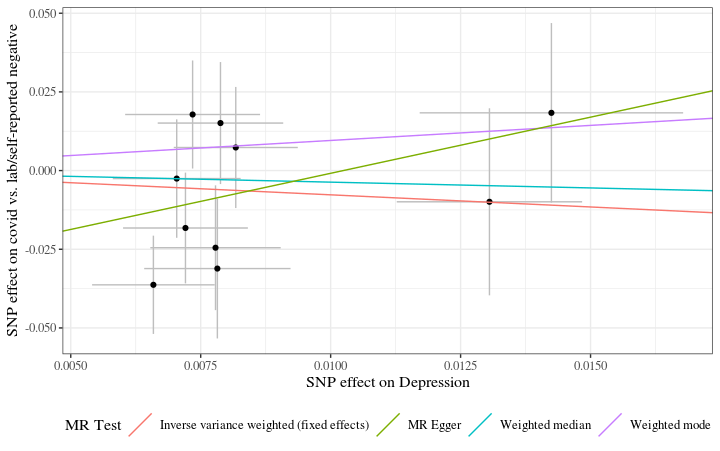 SNP effect on covid vs. lab/self-reported negative
0.050
0.025
0.000
-0.025
-0.050
0.0050 0.0075 0.0100 0.0125 0.0150
SNP effect on Depression
MR Test Inverse variance weighted (fixed effects) MR Egger Weighted median Weighted mode